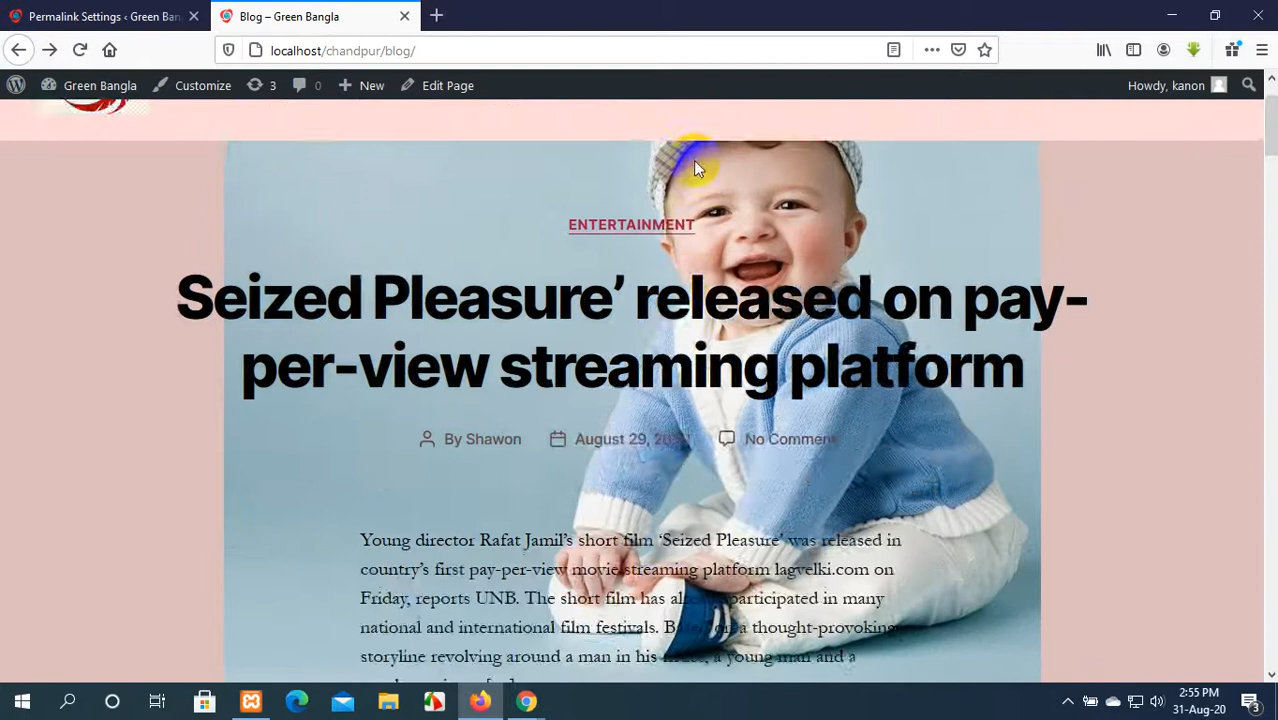 Permalink Settings ‹ Green Ban
Blog – Green Bangla
localhost/chandpur/blog/
Green Bangla
Customize
3
0
New
Edit Page
Howdy, kanon
ENTERTAINMENT
Seized Pleasure’ released on pay-
per-view streaming platform
By Shawon
August 29,
No Comments
Young director Rafat Jamil’s short film ‘Seized Pleasure’ was released in
country’s first pay-per-view movie streaming platform lagvelki.com on
Friday, reports UNB. The short film has already participated in many
national and international film festivals. on a thought-provoking
storyline revolving around a man in his a young man and a
2:55 PM
31-Aug-20
3